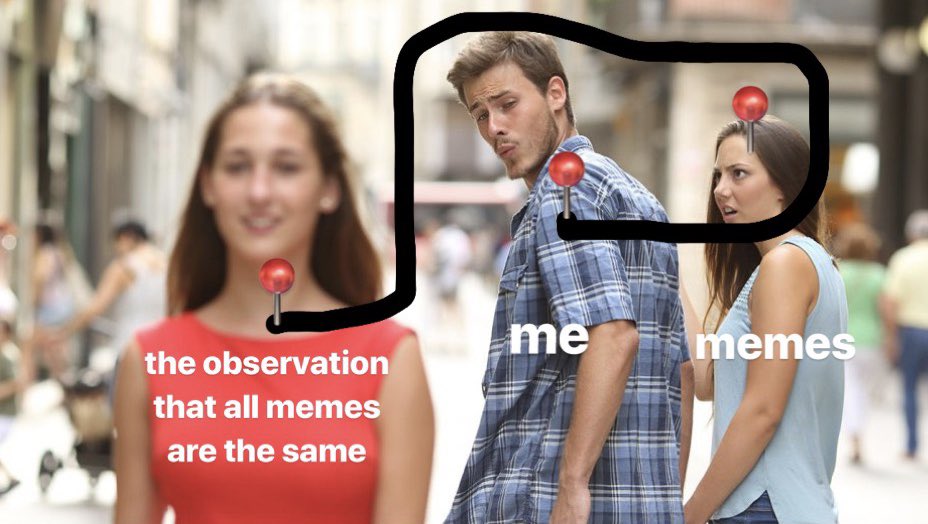 the observation
that all memes
are the same
me
memes